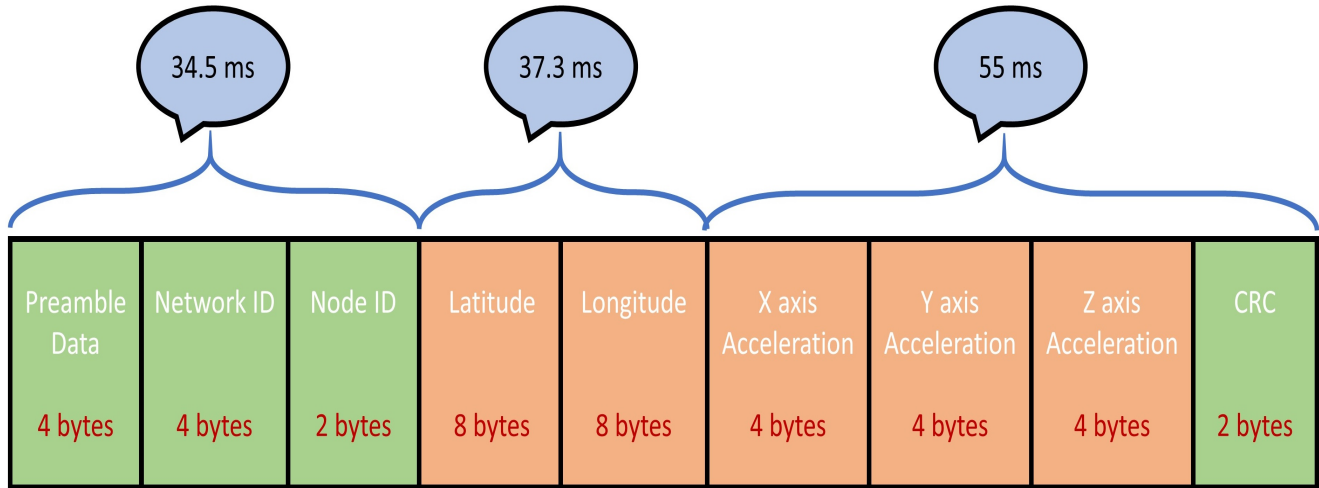 34.5 ms
37.3 ms
55 ms
Preamble
Data
4 bytes
Network ID
4 bytes
Node ID
2 bytes
Latitude
8 bytes
Longitude
8 bytes
X axis
Acceleration
4 bytes
Y axis
Acceleration
4 bytes
Z axis
Acceleration
4 bytes
CRC
2 bytes